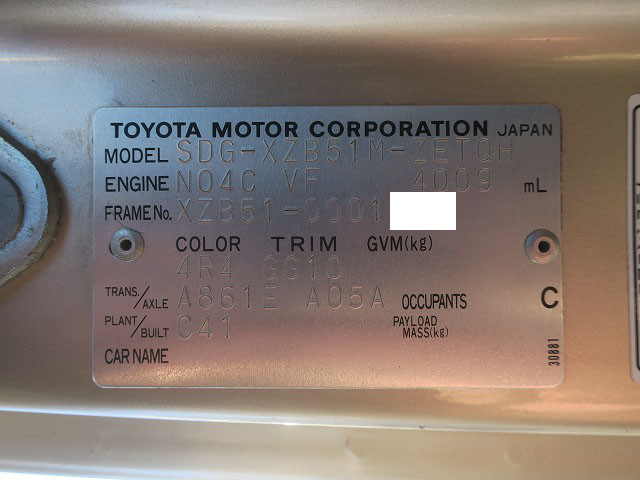 TOYOTA MOTOR CORPORATION JAPAN
MODEL SDG-XZB51M-ZETQH
ENGINE N04C VF 4009 mL
FRAME No. XZB51-0001
COLOR TRIM GVM(kg)
4R4 GG10
TRANS./AXLE A861E A05A OCCUPANTS C
PLANT/BUILT C41 PAYLOAD MASS(kg)
CAR NAME
30881